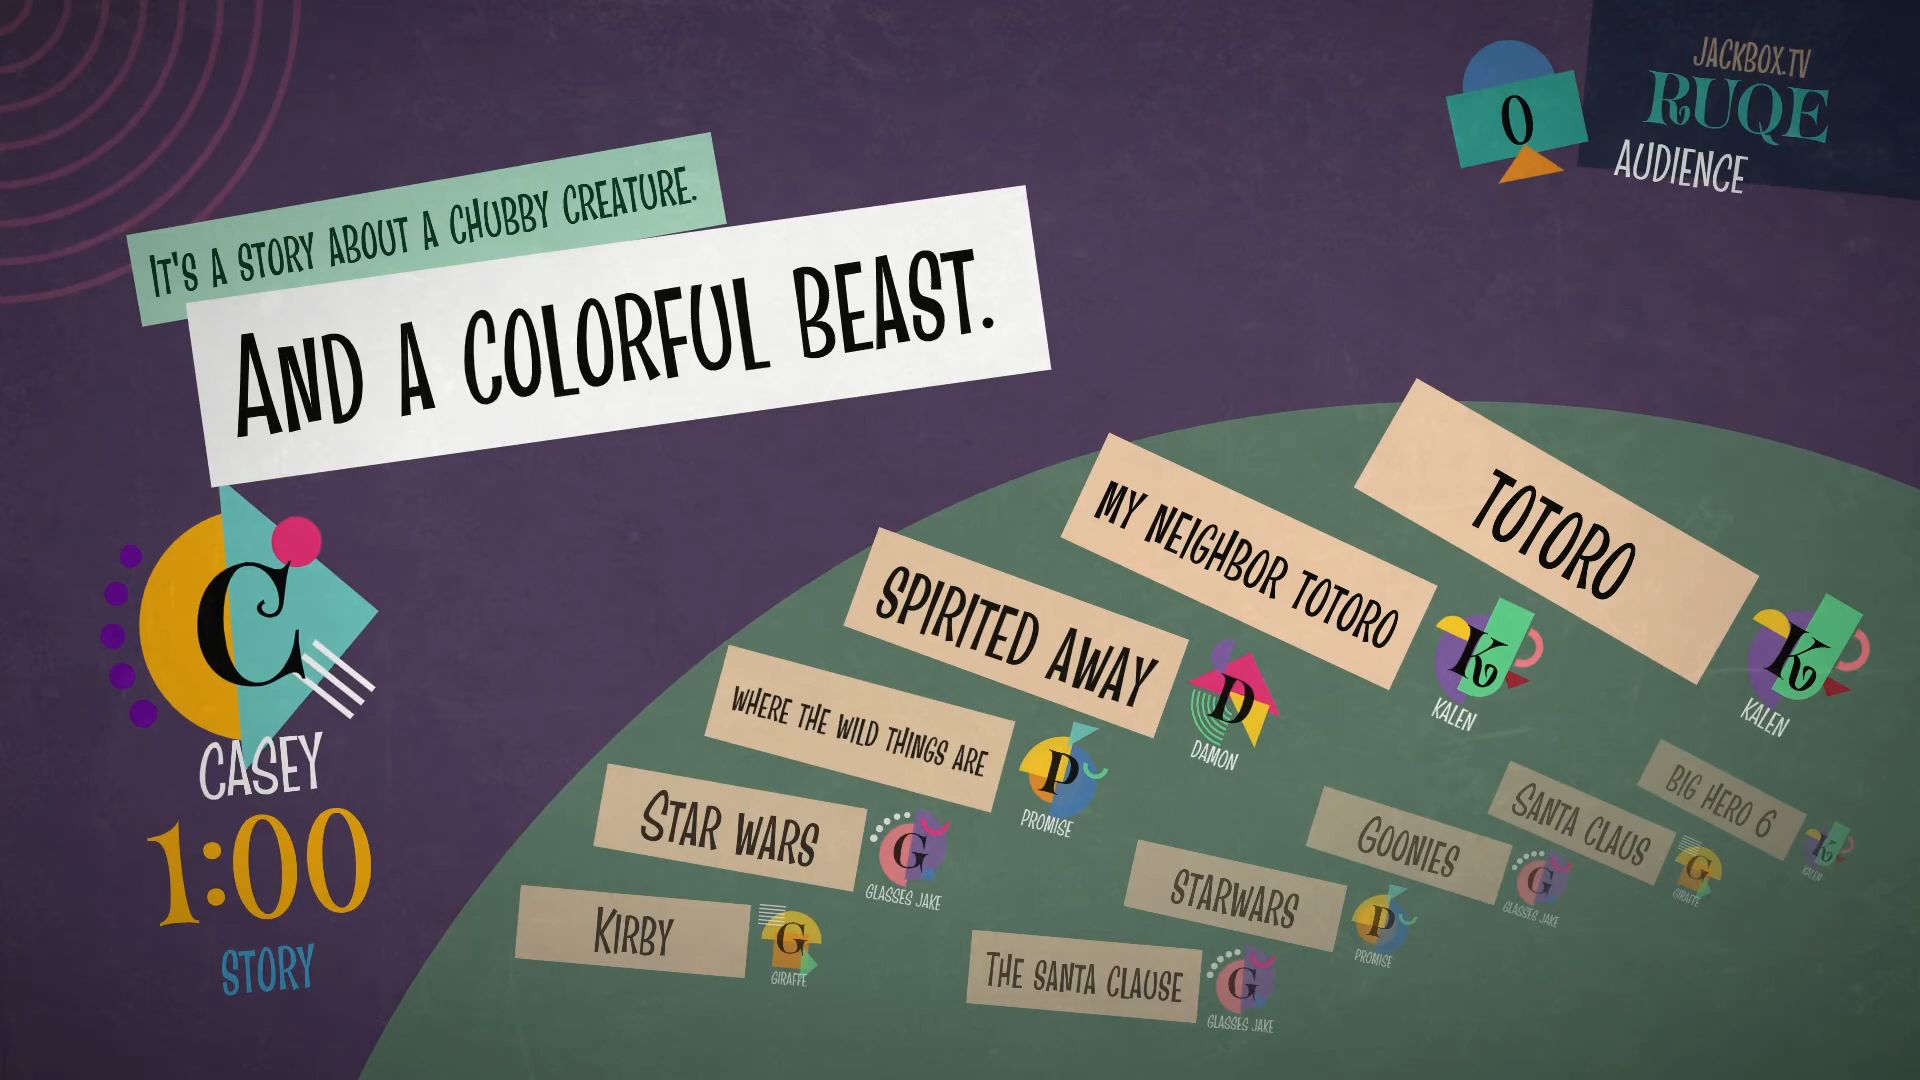 JACKBOX.TV
RUQE
0
AUDIENCE
IT'S A STORY ABOUT A CHUBBY CREATURE.
AND A COLORFUL BEAST.
C
CASEY
1:00
STORY
TOTORO
K
KALEN
MY NEIGHBOR TOTORO
K
KALEN
SPIRITED AWAY
D
DAMON
WHERE THE WILD THINGS ARE
P
PROMISE
STAR WARS
G
GLASSES JAKE
KIRBY
G
GIRAFFE
BIG HERO 6
K
KALEN
SANTA CLAUS
G
GIRAFFE
GOONIES
G
GLASSES JAKE
STARWARS
P
PROMISE
THE SANTA CLAUSE
G
GLASSES JAKE